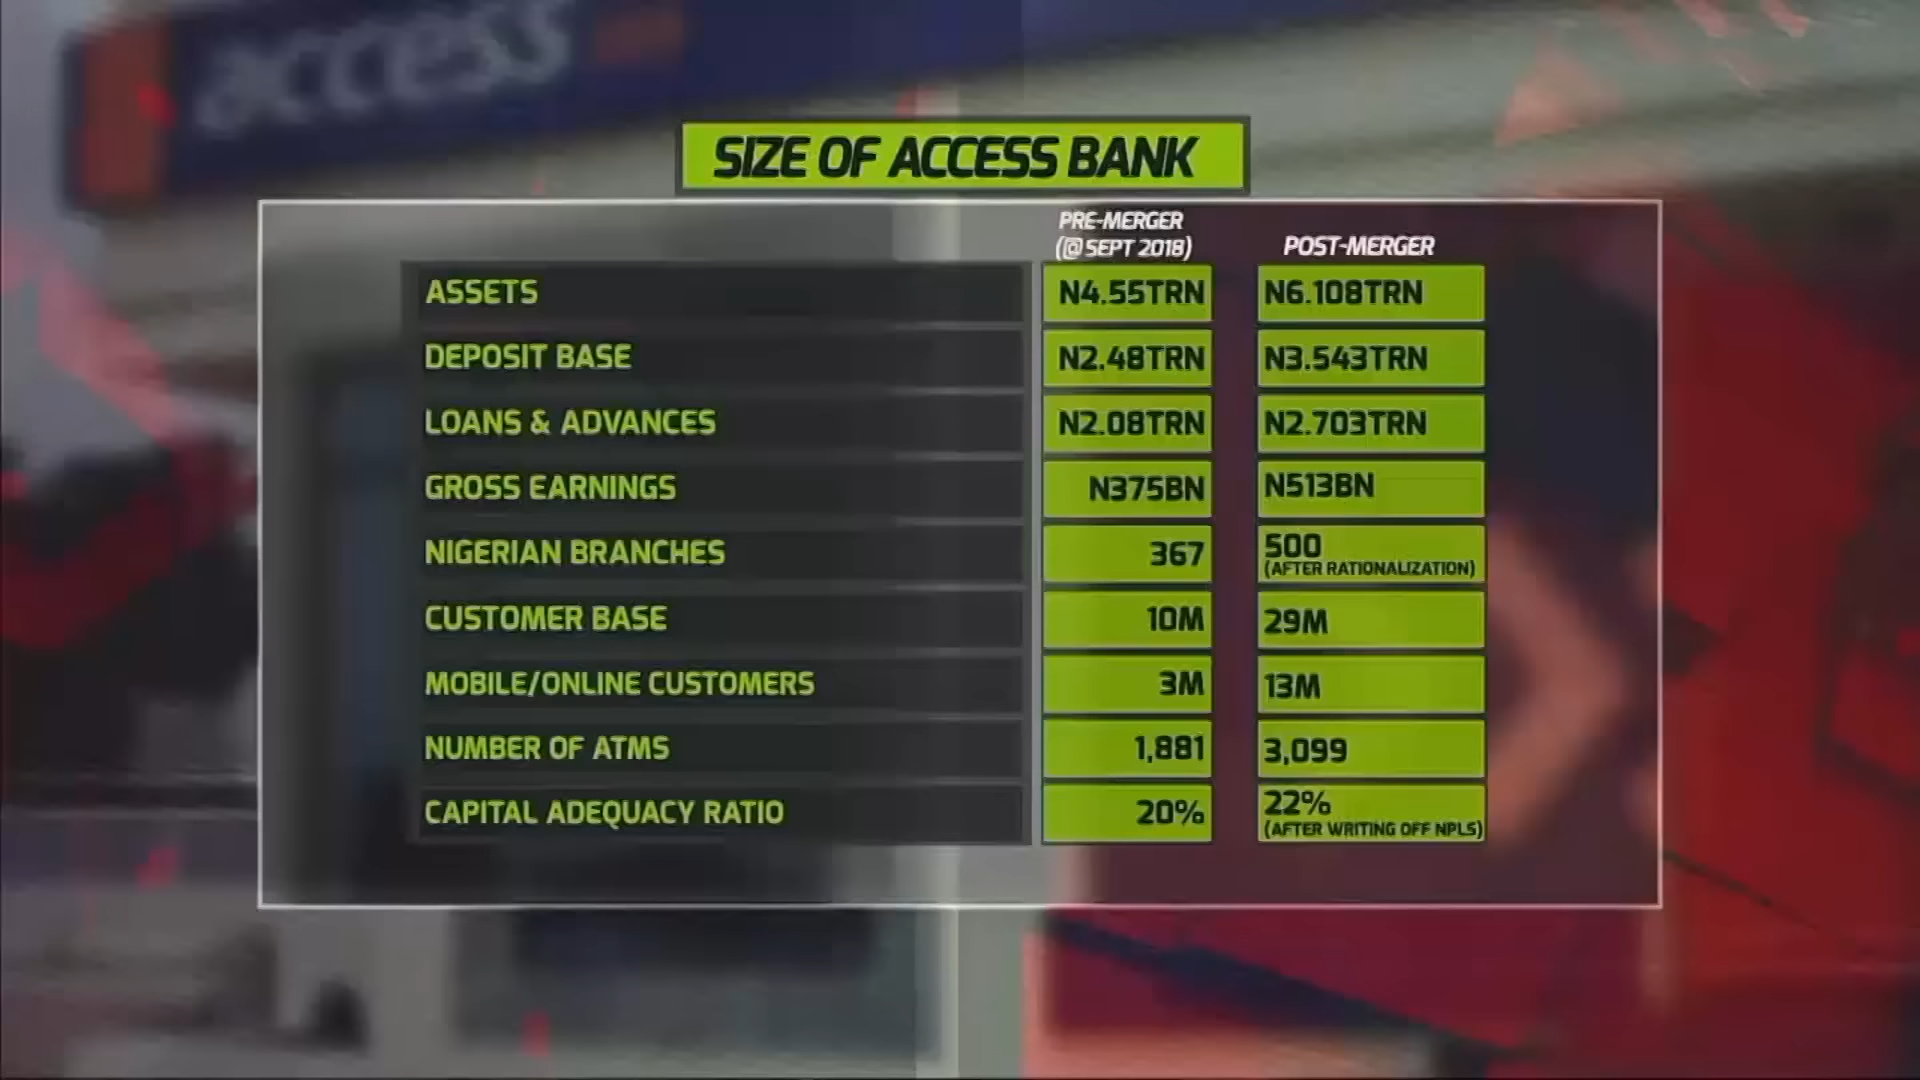 access
SIZE OF ACCESS BANK
PRE-MERGER
(@ SEPT 2018)
POST-MERGER
ASSETS N4.55TRN N6.108TRN
DEPOSIT BASE N2.48TRN N3.543TRN
LOANS & ADVANCES N2.08TRN N2.703TRN
GROSS EARNINGS N375BN N513BN
NIGERIAN BRANCHES 367 500
(AFTER RATIONALIZATION)
CUSTOMER BASE 10M 29M
MOBILE/ONLINE CUSTOMERS 3M 13M
NUMBER OF ATMS 1,881 3,099
CAPITAL ADEQUACY RATIO 20% 22%
(AFTER WRITING OFF NPLS)